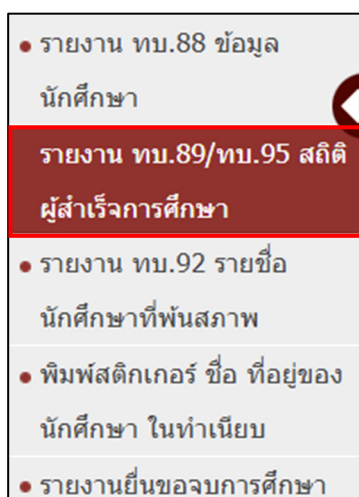 รายงาน ทบ.88 ข้อมูล
นักศึกษา
รายงาน ทบ.89/ทบ.95 สถิติ
ผู้สำเร็จการศึกษา
รายงาน ทบ.92 รายชื่อ
นักศึกษาที่พ้นสภาพ
พิมพ์สติกเกอร์ ชื่อ ที่อยู่ของ
นักศึกษา ในทำเนียบ
รายงานยื่นขอจบการศึกษา